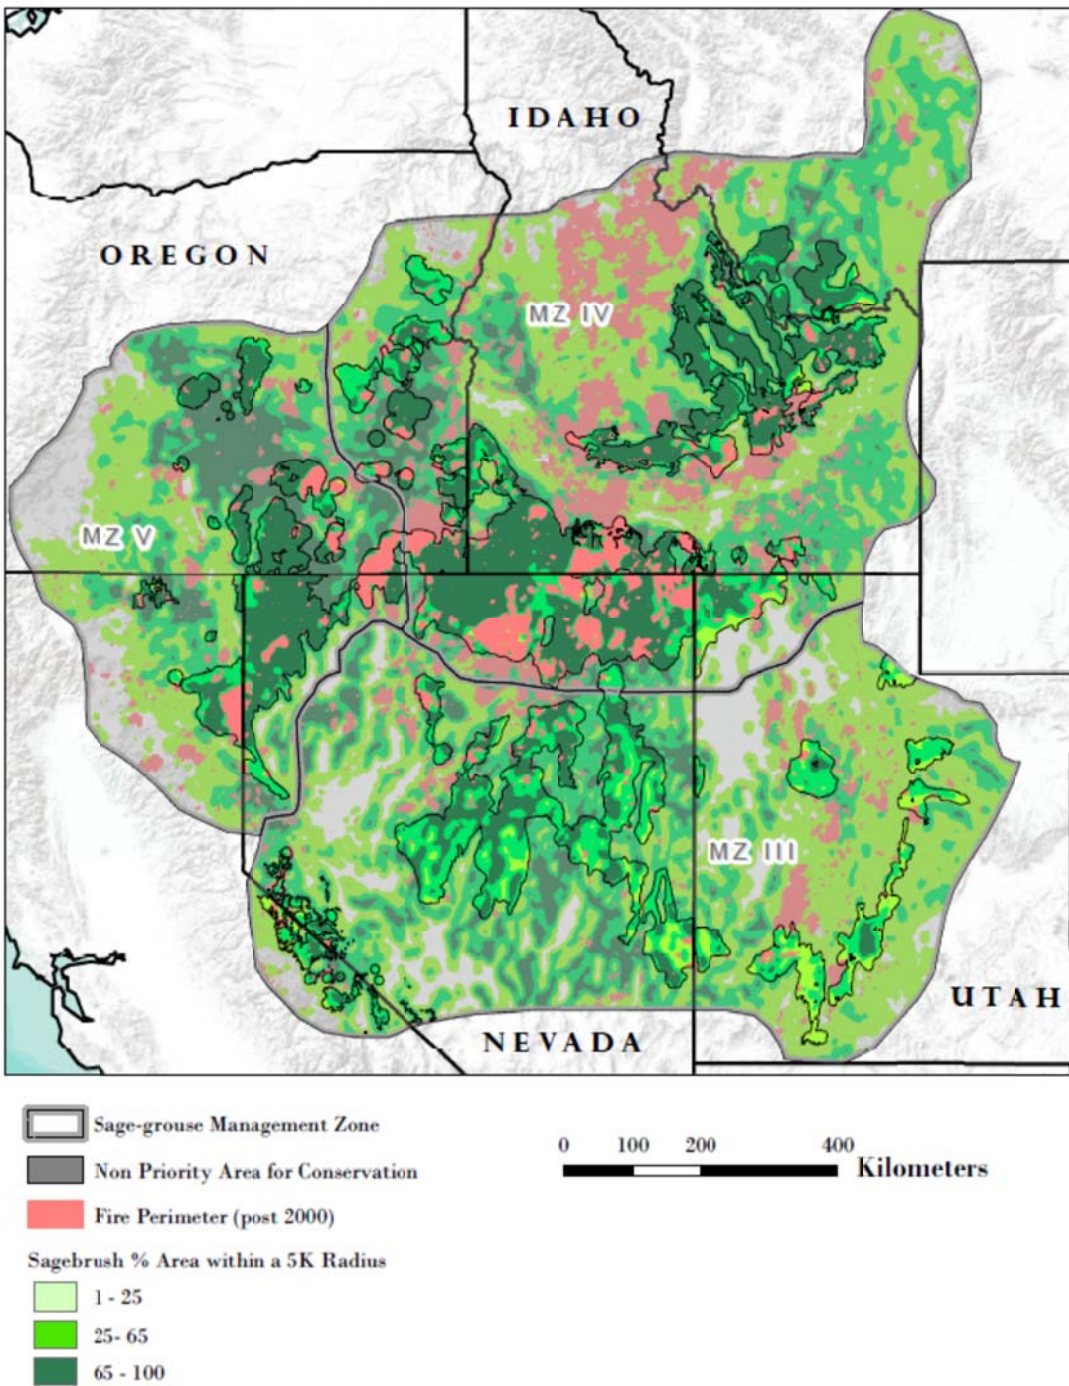 IDAHO
OREGON
MZ IV
MZ V
MZ III
UTAH
NEVADA
Sage-grouse Management Zone
Non Priority Area for Conservation
Fire Perimeter (post 2000)
Sagebrush % Area within a 5K Radius
1 - 25
25- 65
65 - 100
0 100 200 400
Kilometers